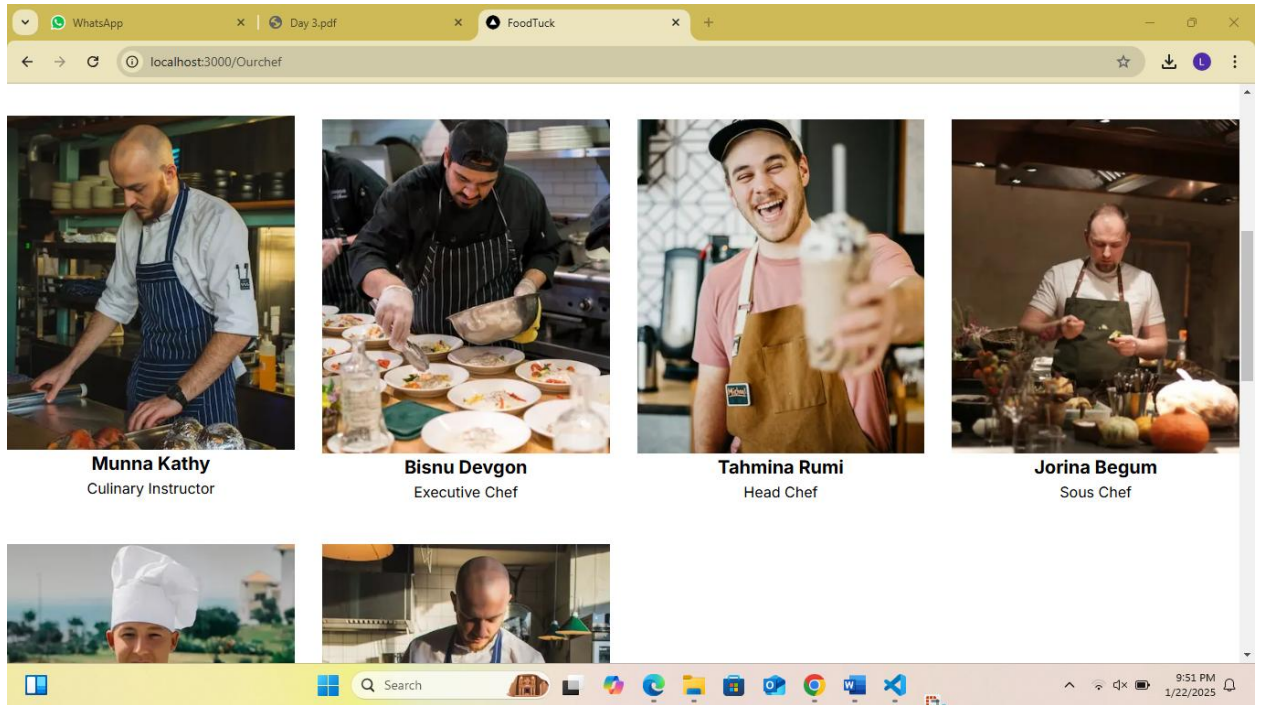 WhatsApp
Day 3.pdf
FoodTuck
localhost:3000/Ourchef
L
Munna Kathy
Culinary Instructor
Bisnu Devgon
Executive Chef
Tahmina Rumi
Head Chef
Jorina Begum
Sous Chef
Search
9:51 PM
1/22/2025